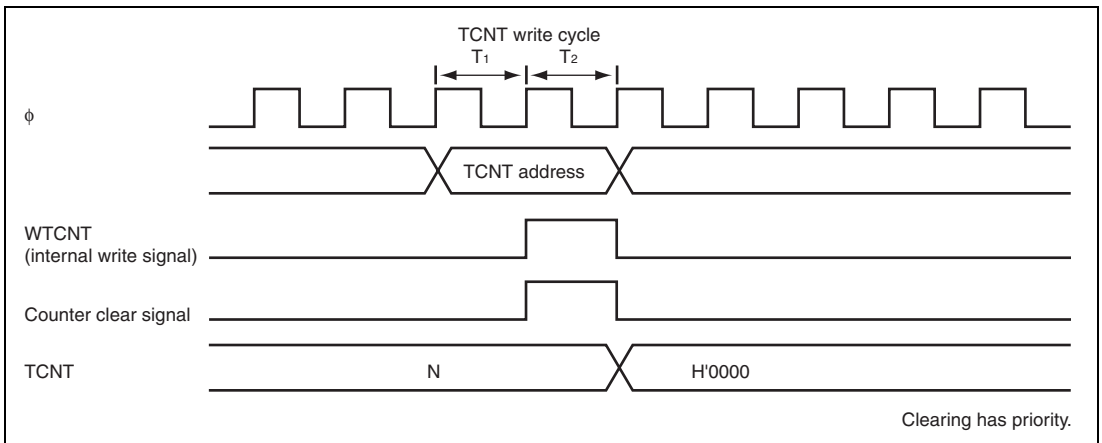 TCNT write cycle
T1 T2
ϕ
TCNT address
WTCNT
(internal write signal)
Counter clear signal
TCNT N H'0000
Clearing has priority.